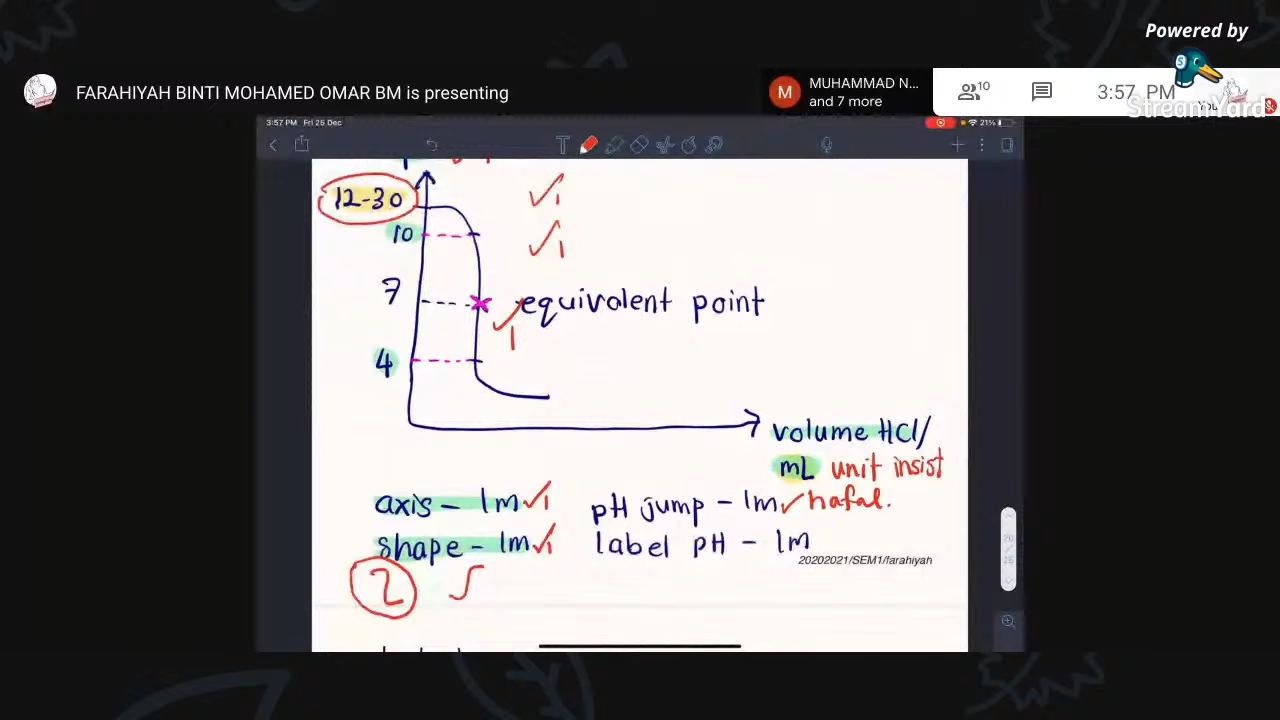 Powered by
FARAHIYAH BINTI MOHAMED OMAR BM is presenting
M
MUHAMMAD N...
and 7 more
10
3:57 PM
You
StreamYard
3:57 PM Fri 25 Dec
21%
12-30
10
7
equivalent point
4
volume HCl/
mL unit insist
axis - 1m
pH jump - 1m hafal.
shape - 1m
label pH - 1m
20202021/SEM1/farahiyah
2